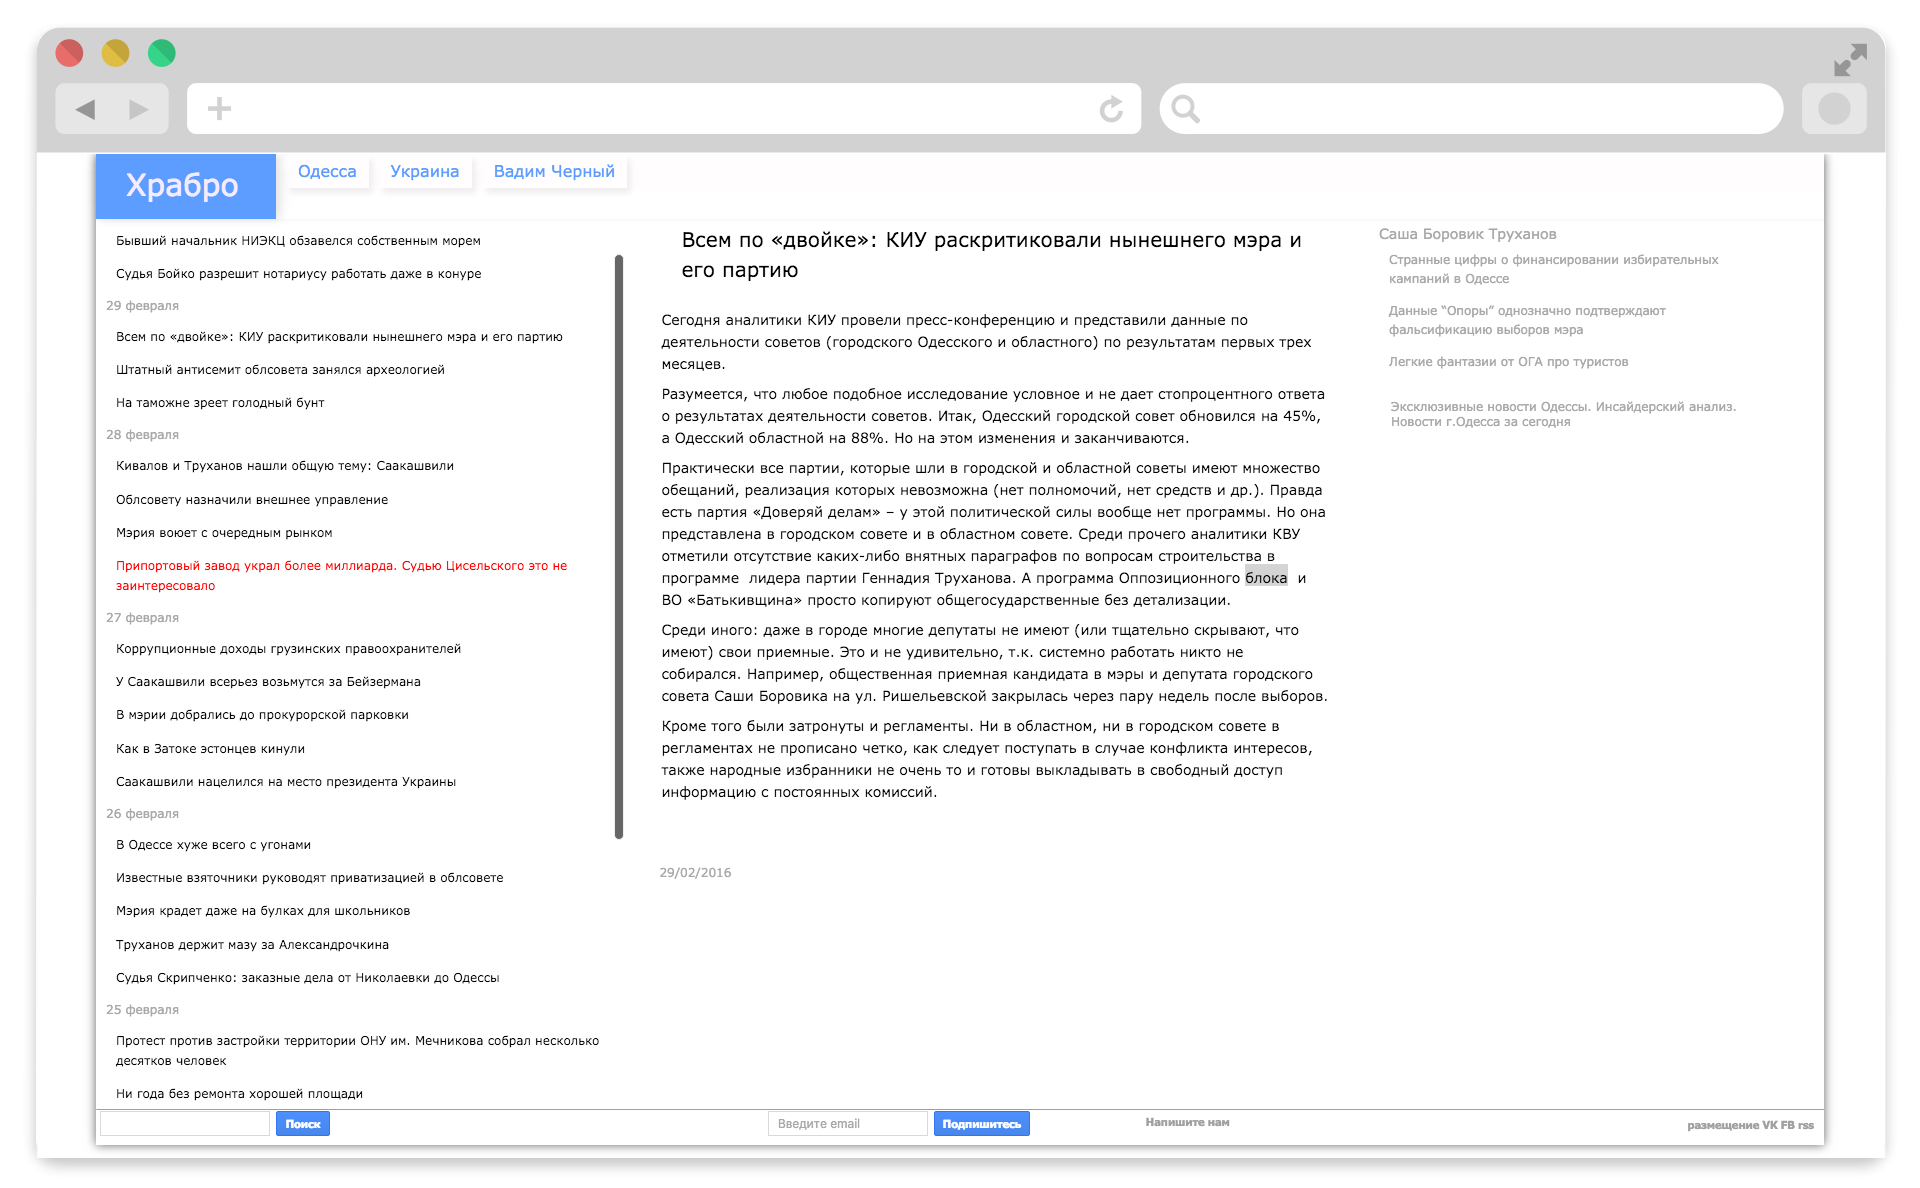 Храбро
Одесса
Украина
Вадим Черный
Бывший начальник НИЭКЦ обзавелся собственным морем
Судья Бойко разрешит нотариусу работать даже в конуре
29 февраля
Всем по «двойке»: КИУ раскритиковали нынешнего мэра и его партию
Штатный антисемит облсовета занялся археологией
На таможне зреет голодный бунт
28 февраля
Кивалов и Труханов нашли общую тему: Саакашвили
Облсовету назначили внешнее управление
Мэрия воюет с очередным рынком
Припортовый завод украл более миллиарда. Судью Цисельского это не
заинтересовало
27 февраля
Коррупционные доходы грузинских правоохранителей
У Саакашвили всерьез возьмутся за Бейзермана
В мэрии добрались до прокурорской парковки
Как в Затоке эстонцев кинули
Саакашвили нацелился на место президента Украины
26 февраля
В Одессе хуже всего с угонами
Известные взяточники руководят приватизацией в облсовете
Мэрия крадет даже на булках для школьников
Труханов держит мазу за Александрочкина
Судья Скрипченко: заказные дела от Николаевки до Одессы
25 февраля
Протест против застройки территории ОНУ им. Мечникова собрал несколько
десятков человек
Ни года без ремонта хорошей площади
Всем по «двойке»: КИУ раскритиковали нынешнего мэра и
его партию
Сегодня аналитики КИУ провели пресс-конференцию и представили данные по
деятельности советов (городского Одесского и областного) по результатам первых трех
месяцев.
Разумеется, что любое подобное исследование условное и не дает стопроцентного ответа
о результатах деятельности советов. Итак, Одесский городской совет обновился на 45%,
а Одесский областной на 88%. Но на этом изменения и заканчиваются.
Практически все партии, которые шли в городской и областной советы имеют множество
обещаний, реализация которых невозможна (нет полномочий, нет средств и др.). Правда
есть партия «Доверяй делам» – у этой политической силы вообще нет программы. Но она
представлена в городском совете и в областном совете. Среди прочего аналитики КВУ
отметили отсутствие каких-либо внятных параграфов по вопросам строительства в
программе  лидера партии Геннадия Труханова. А программа Оппозиционного блока  и
ВО «Батькивщина» просто копируют общегосударственные без детализации.
Среди иного: даже в городе многие депутаты не имеют (или тщательно скрывают, что
имеют) свои приемные. Это и не удивительно, т.к. системно работать никто не
собирался. Например, общественная приемная кандидата в мэры и депутата городского
совета Саши Боровика на ул. Ришельевской закрылась через пару недель после выборов.
Кроме того были затронуты и регламенты. Ни в областном, ни в городском совете в
регламентах не прописано четко, как следует поступать в случае конфликта интересов,
также народные избранники не очень то и готовы выкладывать в свободный доступ
информацию с постоянных комиссий.
29/02/2016
Саша Боровик Труханов
Странные цифры о финансировании избирательных
кампаний в Одессе
Данные “Опоры” однозначно подтверждают
фальсификацию выборов мэра
Легкие фантазии от ОГА про туристов
Эксклюзивные новости Одессы. Инсайдерский анализ.
Новости г.Одесса за сегодня
Поиск
Введите email
Подпишитесь
Напишите нам
размещение VK FB rss